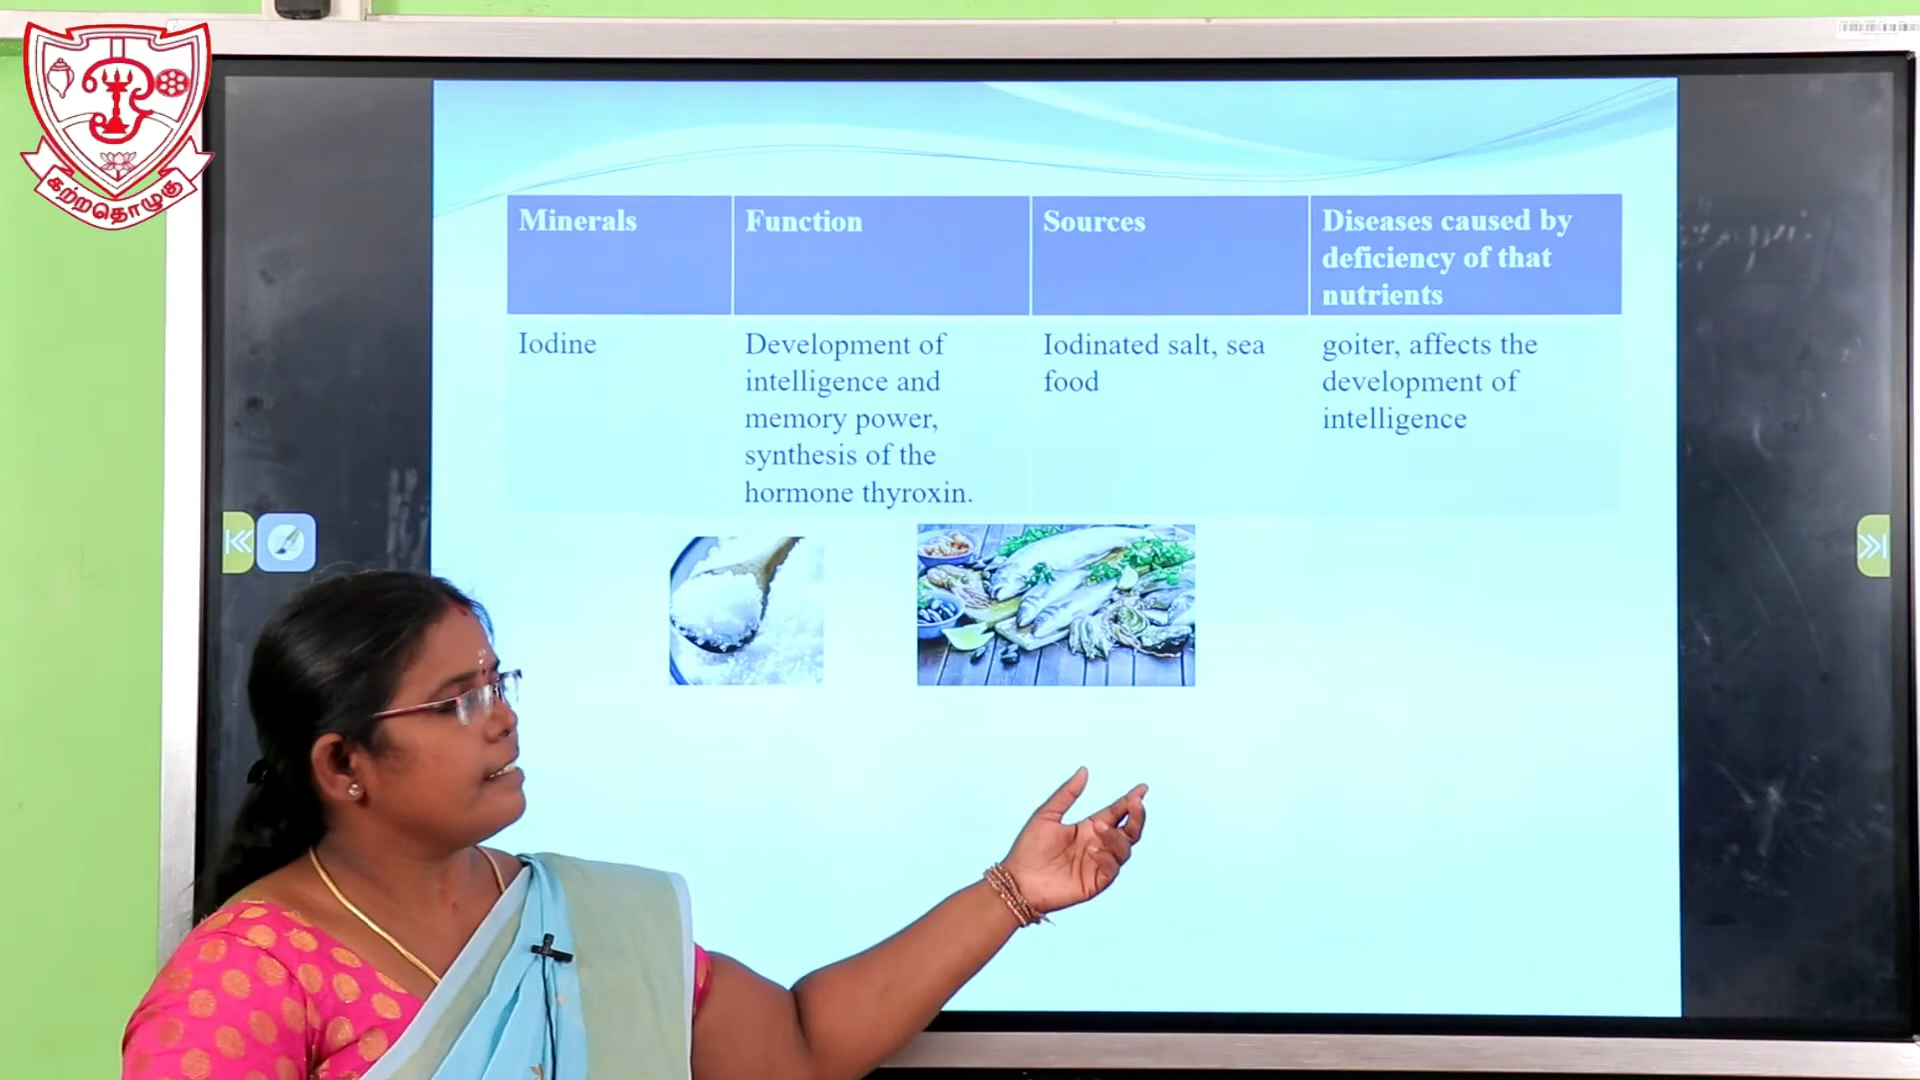 கற்றதொழுகு
Minerals
Function
Sources
Diseases caused by
deficiency of that
nutrients
Iodine
Development of
intelligence and
memory power,
synthesis of the
hormone thyroxin.
Iodinated salt, sea
food
goiter, affects the
development of
intelligence